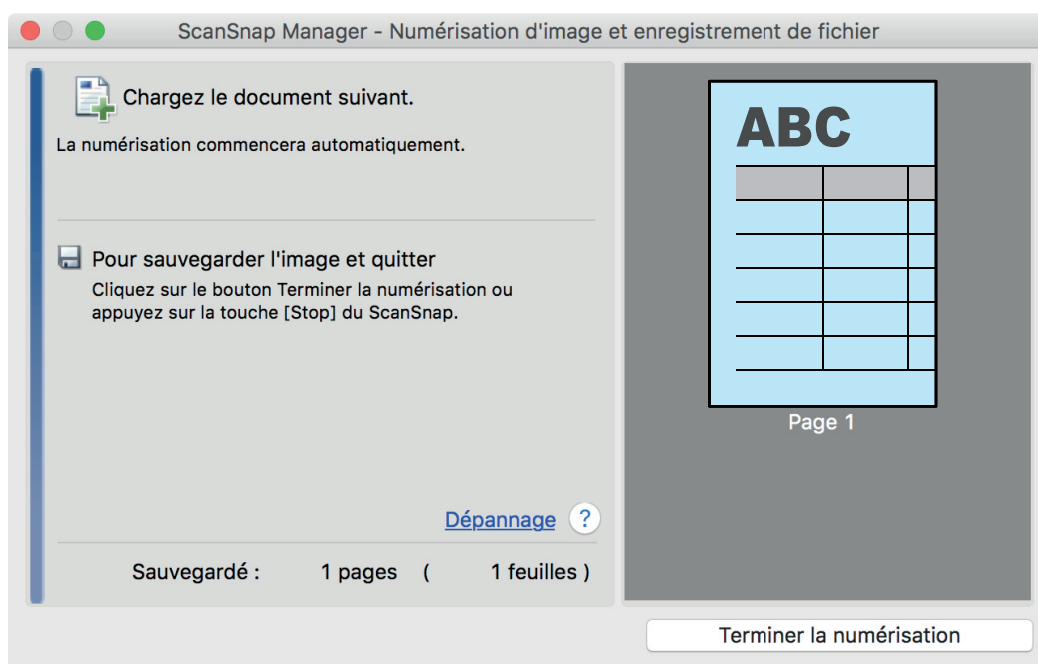 ScanSnap Manager - Numérisation d'image et enregistrement de fichier
Chargez le document suivant.
La numérisation commencera automatiquement.
Pour sauvegarder l'image et quitter
Cliquez sur le bouton Terminer la numérisation ou
appuyez sur la touche [Stop] du ScanSnap.
Dépannage ?
Sauvegardé : 1 pages ( 1 feuilles )
ABC
Page 1
Terminer la numérisation